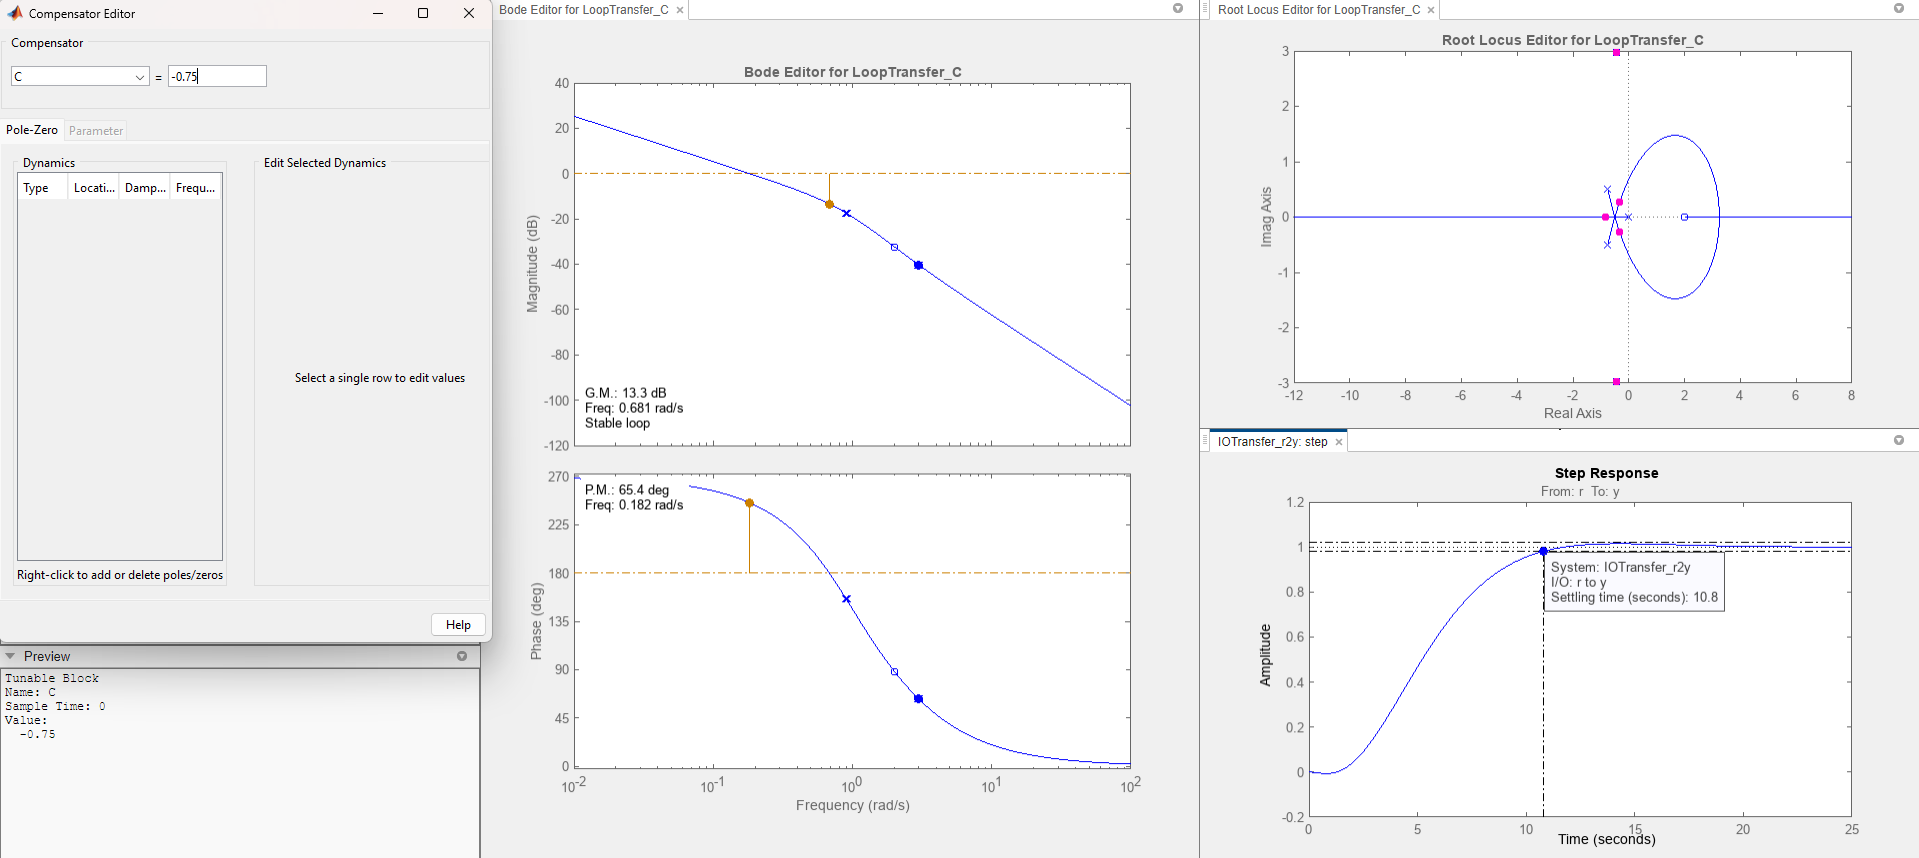 Compensator Editor
Compensator
C
=
-0.75
Pole-Zero
Parameter
Dynamics
Type Locati... Damp... Frequ...
Right-click to add or delete poles/zeros
Edit Selected Dynamics
Select a single row to edit values
Help
Preview
Tunable Block
Name: C
Sample Time: 0
Value:
-0.75
Bode Editor for LoopTransfer_C
Bode Editor for LoopTransfer_C
Magnitude (dB)
40
20
0
-20
-40
-60
-80
-100
-120
G.M.: 13.3 dB
Freq: 0.681 rad/s
Stable loop
Phase (deg)
270
225
180
135
90
45
0
P.M.: 65.4 deg
Freq: 0.182 rad/s
10-2 10-1 100 101 102
Frequency (rad/s)
Root Locus Editor for LoopTransfer_C
Root Locus Editor for LoopTransfer_C
Imag Axis
3
2
1
0
-1
-2
-3
-12 -10 -8 -6 -4 -2 0 2 4 6 8
Real Axis
IOTransfer_r2y: step
Step Response
From: r To: y
Amplitude
1.2
1
0.8
0.6
0.4
0.2
0
-0.2
System: IOTransfer_r2y
I/O: r to y
Settling time (seconds): 10.8
0 5 10 15 20 25
Time (seconds)